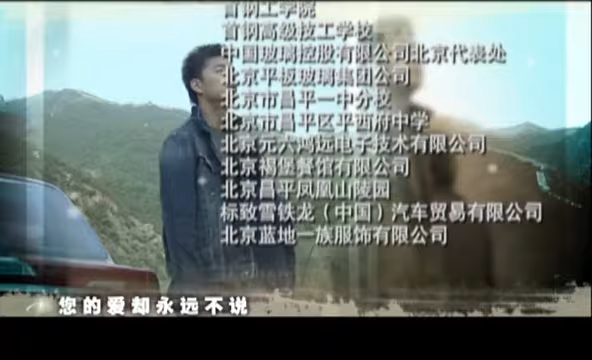 首钢工学院
首钢高级技工学校
中国玻璃控股有限公司北京代表处
北京平板玻璃集团公司
北京市昌平一中分校
北京市昌平区平西府中学
北京元六鸿远电子技术有限公司
北京褐堡餐馆有限公司
北京昌平凤凰山陵园
标致雪铁龙（中国）汽车贸易有限公司
北京蓝地一族服饰有限公司
您的爱却永远不说